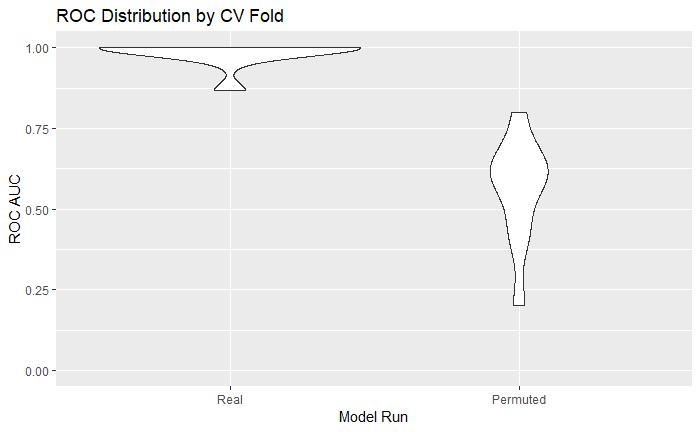 ROC Distribution by CV Fold
1.00
0.75
0.50
0.25
0.00
ROC AUC
Real
Permuted
Model Run